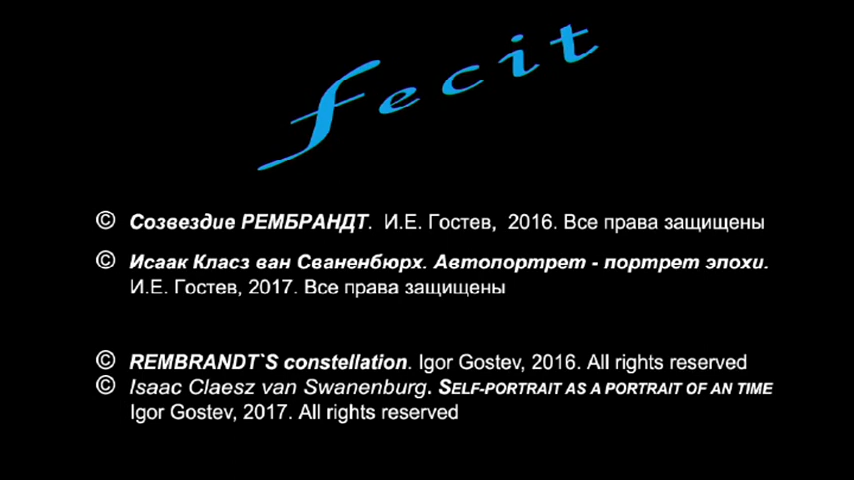 fecit
© Созвездие РЕМБРАНДТ. И.Е. Гостев, 2016. Все права защищены
© Исаак Класз ван Сваненбюрх. Автопортрет - портрет эпохи.
И.Е. Гостев, 2017. Все права защищены
© REMBRANDT`S constellation. Igor Gostev, 2016. All rights reserved
© Isaac Claesz van Swanenburg. SELF-PORTRAIT AS A PORTRAIT OF AN TIME
Igor Gostev, 2017. All rights reserved